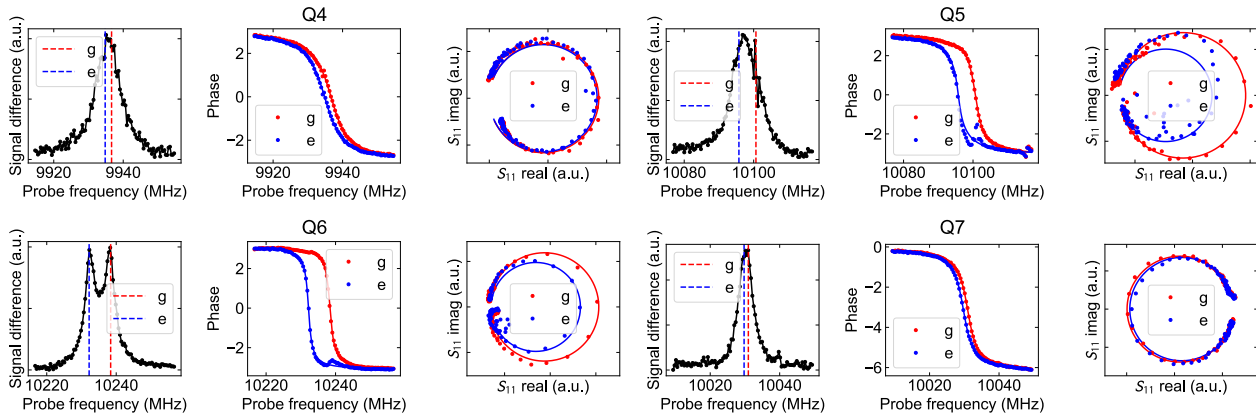 Q4
Q5
Signal difference (a.u.)
g
e
9920
9940
Probe frequency (MHz)
Phase
2
0
−2
g
e
9920
9940
Probe frequency (MHz)
S11 imag (a.u.)
g
e
S11 real (a.u.)
Signal difference (a.u.)
g
e
10080
10100
Probe frequency (MHz)
Phase
2
0
−2
g
e
10080
10100
Probe frequency (MHz)
S11 imag (a.u.)
g
e
S11 real (a.u.)
Q6
Q7
Signal difference (a.u.)
g
e
10220
10240
Probe frequency (MHz)
Phase
2
0
−2
g
e
10220
10240
Probe frequency (MHz)
S11 imag (a.u.)
g
e
S11 real (a.u.)
Signal difference (a.u.)
g
e
10020
10040
Probe frequency (MHz)
Phase
0
−2
−4
−6
g
e
10020
10040
Probe frequency (MHz)
S11 imag (a.u.)
g
e
S11 real (a.u.)